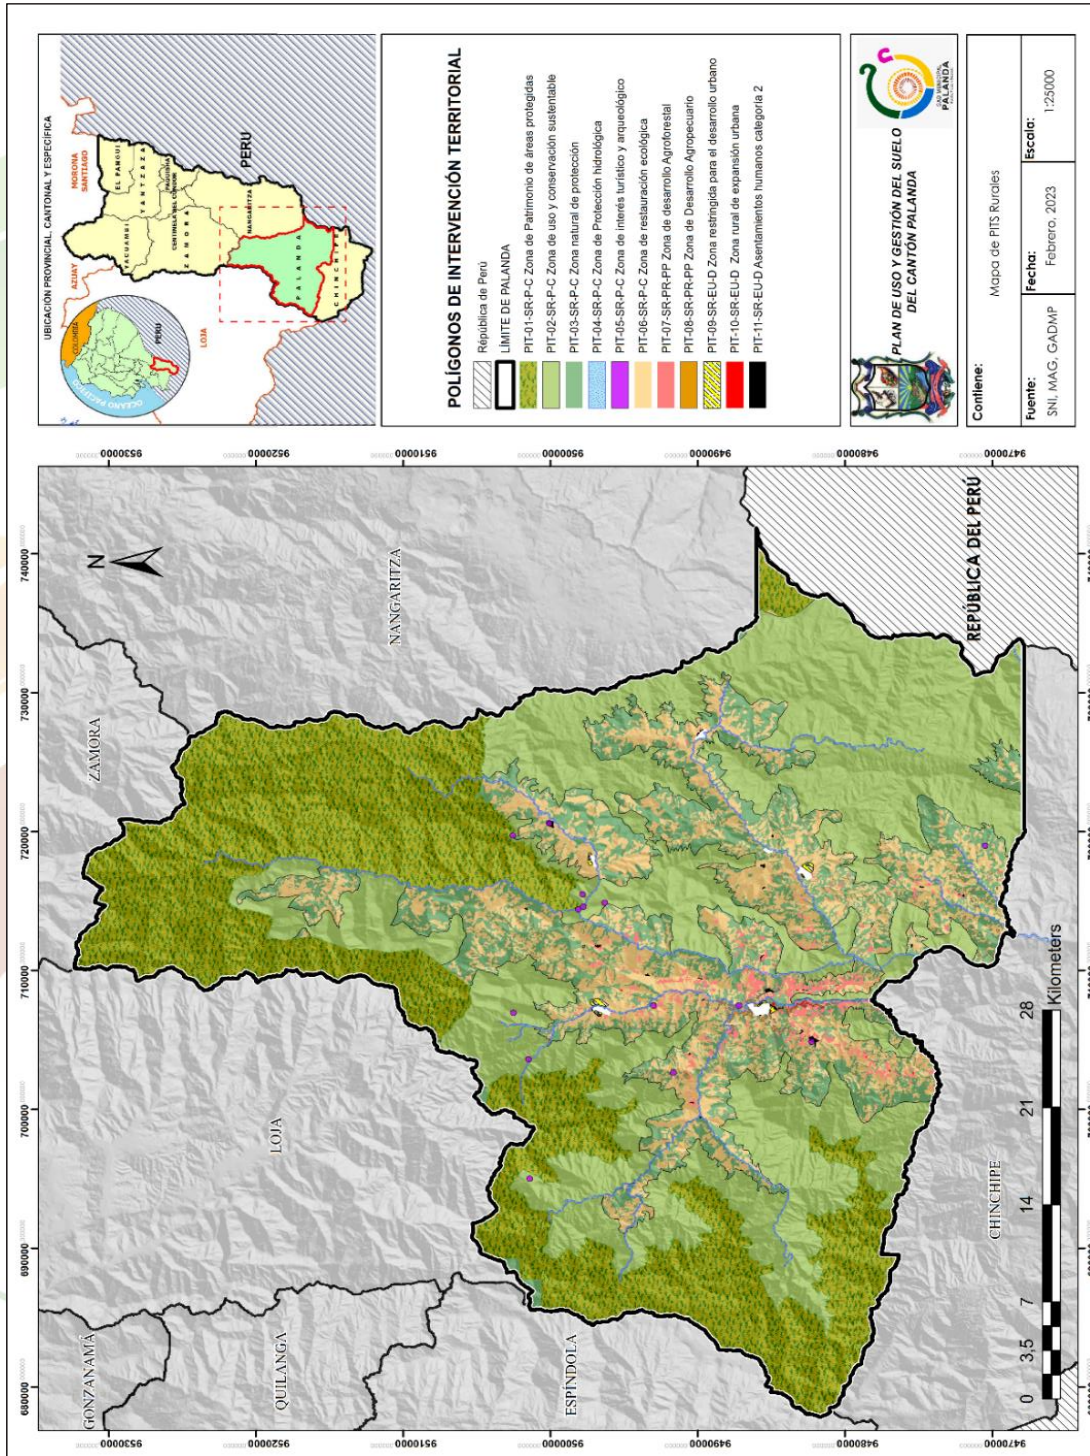 UBICACIÓN PROVINCIAL, CANTONAL Y ESPECÍFICA
OCÉANO PACÍFICO
COLOMBIA
PERU
AZUAY
MORONA
SANTIAGO
LOJA
PERU
YACUAMBI
EL PANGUI
YANTZAZA
CENTINELA DEL CONDOR
PAQUISHA
ZAMORA
NANGARITZA
PALANDA
CHINCHIPE
POLÍGONOS DE INTERVENCIÓN TERRITORIAL
República de Perú
LÍMITE DE PALANDA
PIT-01-SR-P-C Zona de Patrimonio de áreas protegidas
PIT-02-SR-P-C Zona de uso y conservación sustentable
PIT-03-SR-P-C Zona natural de protección
PIT-04-SR-P-C Zona de Protección hidrológica
PIT-05-SR-P-C Zona de interés turístico y arqueológico
PIT-06-SR-P-C Zona de restauración ecológica
PIT-07-SR-PR-PP Zona de desarrollo Agroforestal
PIT-08-SR-PR-PP Zona de Desarrollo Agropecuario
PIT-09-SR-EU-D Zona restringida para el desarrollo urbano
PIT-10-SR-EU-D Zona rural de expansión urbana
PIT-11-SR-EU-D Asentamientos humanos categoría 2
PLAN DE USO Y GESTIÓN DEL SUELO
DEL CANTÓN PALANDA
GAD MUNICIPAL
PALANDA
Contiene:
Mapa de PITS Rurales
Fuente:
SNI, MAG, GADMP
Fecha:
Febrero, 2023
Escala:
1:25000
680000 690000 700000 710000 720000 730000 740000
9530000
9520000
9510000
9500000
9490000
9480000
9470000
N
GONZANAMÁ
QUILANGA
ESPÍNDOLA
LOJA
ZAMORA
NANGARITZA
CHINCHIPE
REPÚBLICA DEL PERÚ
0 3,5 7 14 21 28
Kilometers